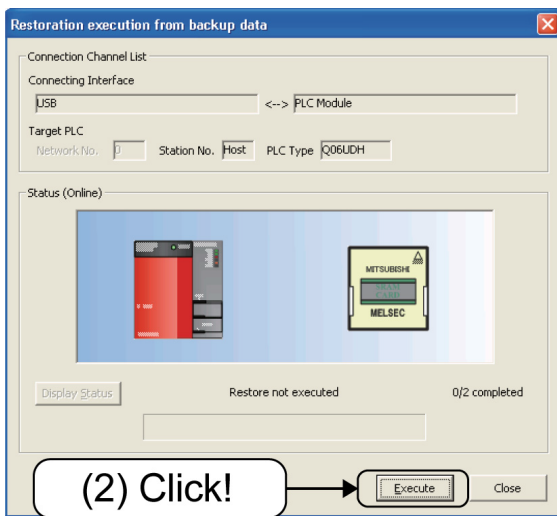 Restoration execution from backup data
Connection Channel List
Connecting Interface
USB <--> PLC Module
Target PLC
Network No. 0 Station No. Host PLC Type Q06UDH
Status (Online)
MITSUBISHI
SRAM
CARD
MELSEC
Display Status Restore not executed 0/2 completed
(2) Click! Execute Close